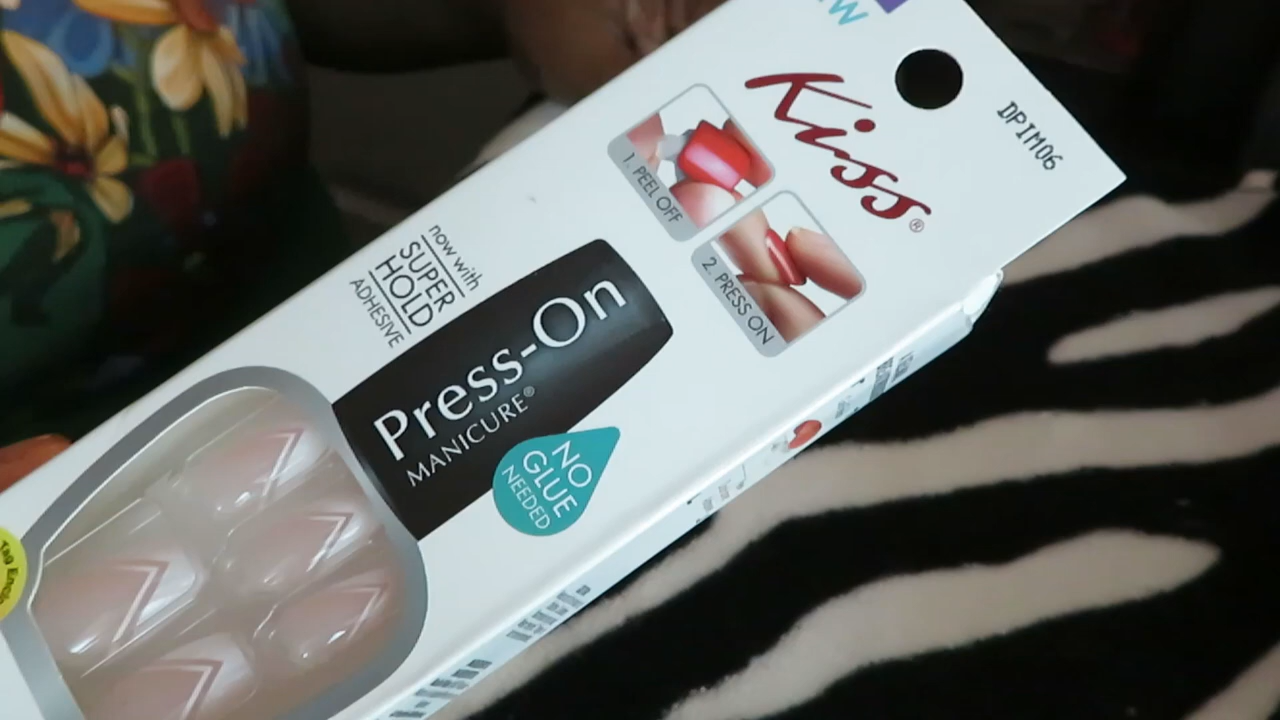 Kiss®
DPIM06
1. PEEL OFF
2. PRESS ON
now with
SUPER
HOLD
ADHESIVE
Press-On
MANICURE®
NO
GLUE
NEEDED